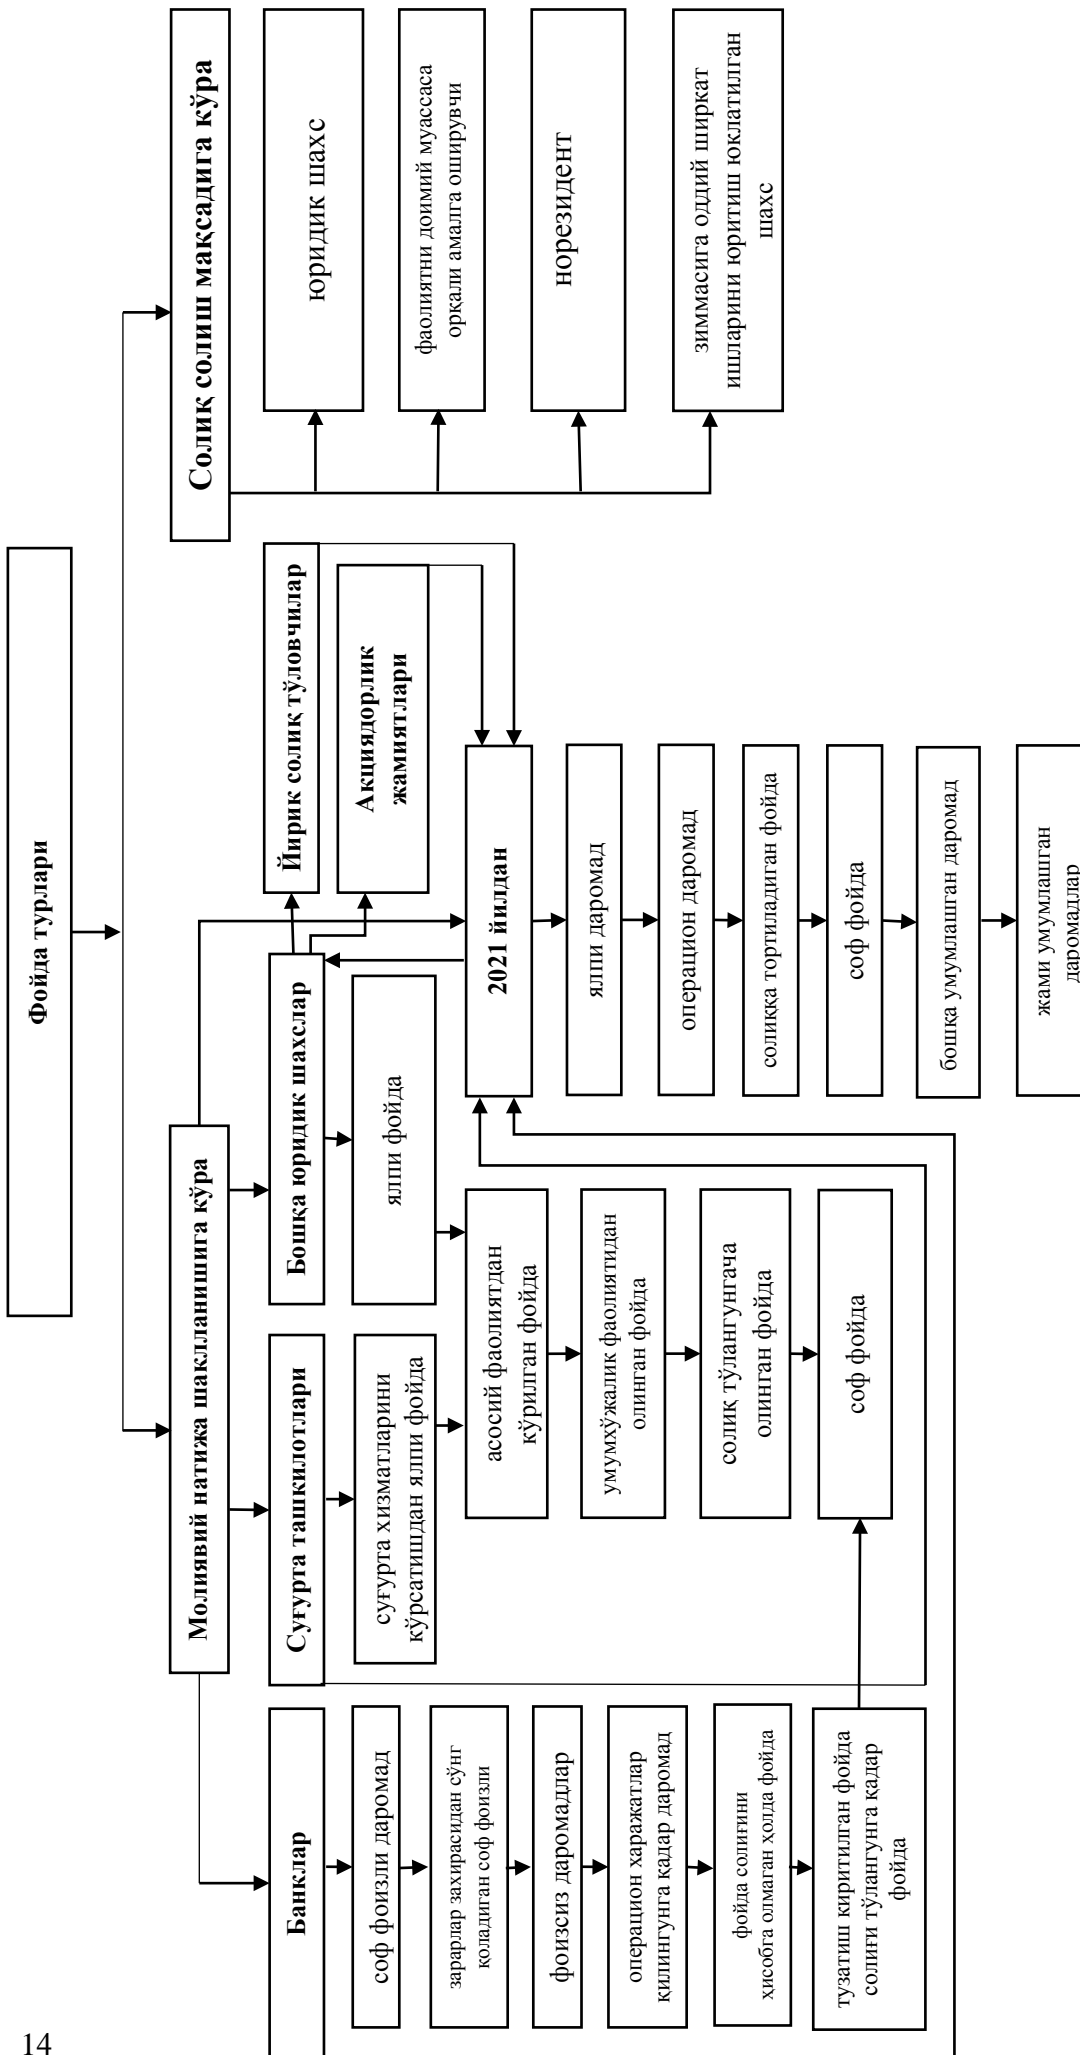 Фойда турлари
Молиявий натижа шаклланишига кўра
Солиқ солиш мақсадига кўра
Банклар
Суғурта ташкилотлари
Бошқа юридик шахслар
Йирик солиқ тўловчилар
Акциядорлик
жамиятлари
юридик шахс
фаолиятни доимий муассаса
орқали амалга оширувчи
норезидент
зиммасига оддий ширкат
ишларини юритиш юклатилган
шахс
соф фоизли даромад
зарарлар захирасидан сўнг
қоладиган соф фоизли
фоизсиз даромадлар
операцион харажатлар
қилингунга қадар даромад
фойда солиғини
ҳисобга олмаган ҳолда фойда
тузатиш киритилган фойда
солиғи тўлангунга қадар
фойда
суғурта хизматларини
кўрсатишдан ялпи фойда
ялпи фойда
асосий фаолиятдан
кўрилган фойда
умумхўжалик фаолиятидан
олинган фойда
солиқ тўлангунгача
олинган фойда
соф фойда
2021 йилдан
ялпи даромад
операцион даромад
солиққа тортиладиган фойда
соф фойда
бошқа умумлашган даромад
жами умумлашган
даромадлар
14